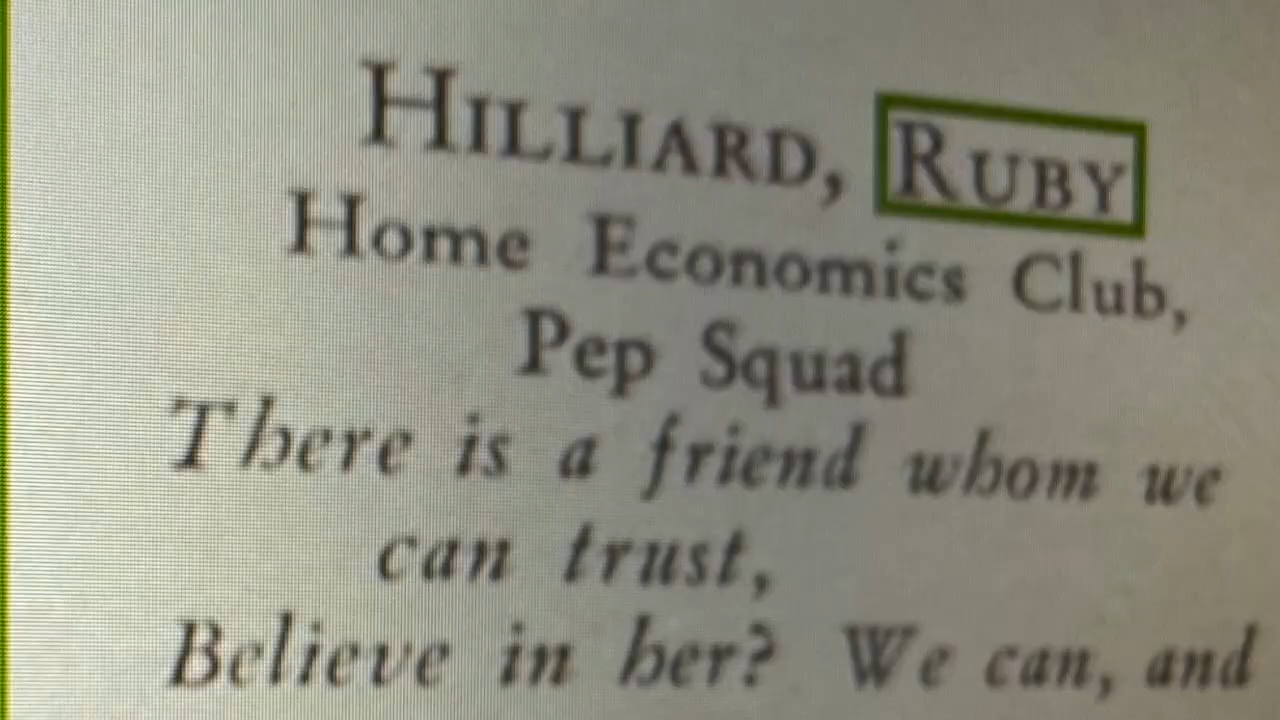 HILLIARD, RUBY
Home Economics Club,
Pep Squad
There is a friend whom we
can trust,
Believe in her? We can, and